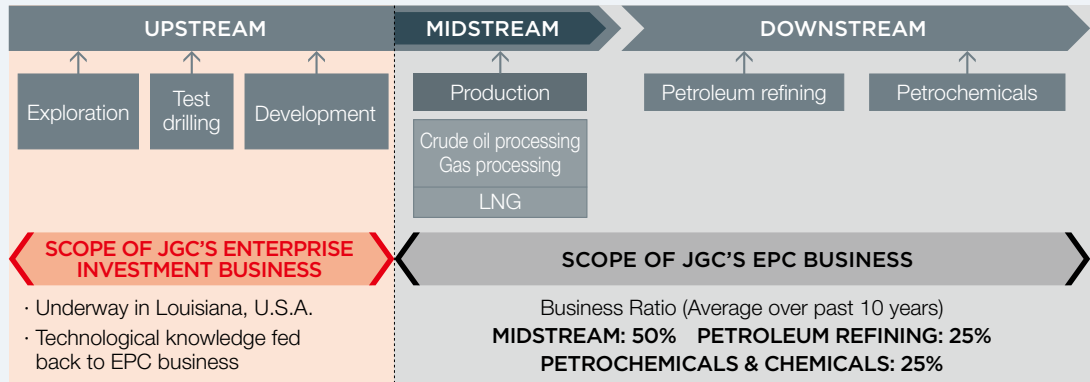 UPSTREAM
MIDSTREAM
DOWNSTREAM
Exploration
Test
drilling
Development
Production
Crude oil processing
Gas processing
LNG
Petroleum refining
Petrochemicals
SCOPE OF JGC'S ENTERPRISE
INVESTMENT BUSINESS
· Underway in Louisiana, U.S.A.
· Technological knowledge fed
back to EPC business
SCOPE OF JGC'S EPC BUSINESS
Business Ratio (Average over past 10 years)
MIDSTREAM: 50% PETROLEUM REFINING: 25%
PETROCHEMICALS & CHEMICALS: 25%